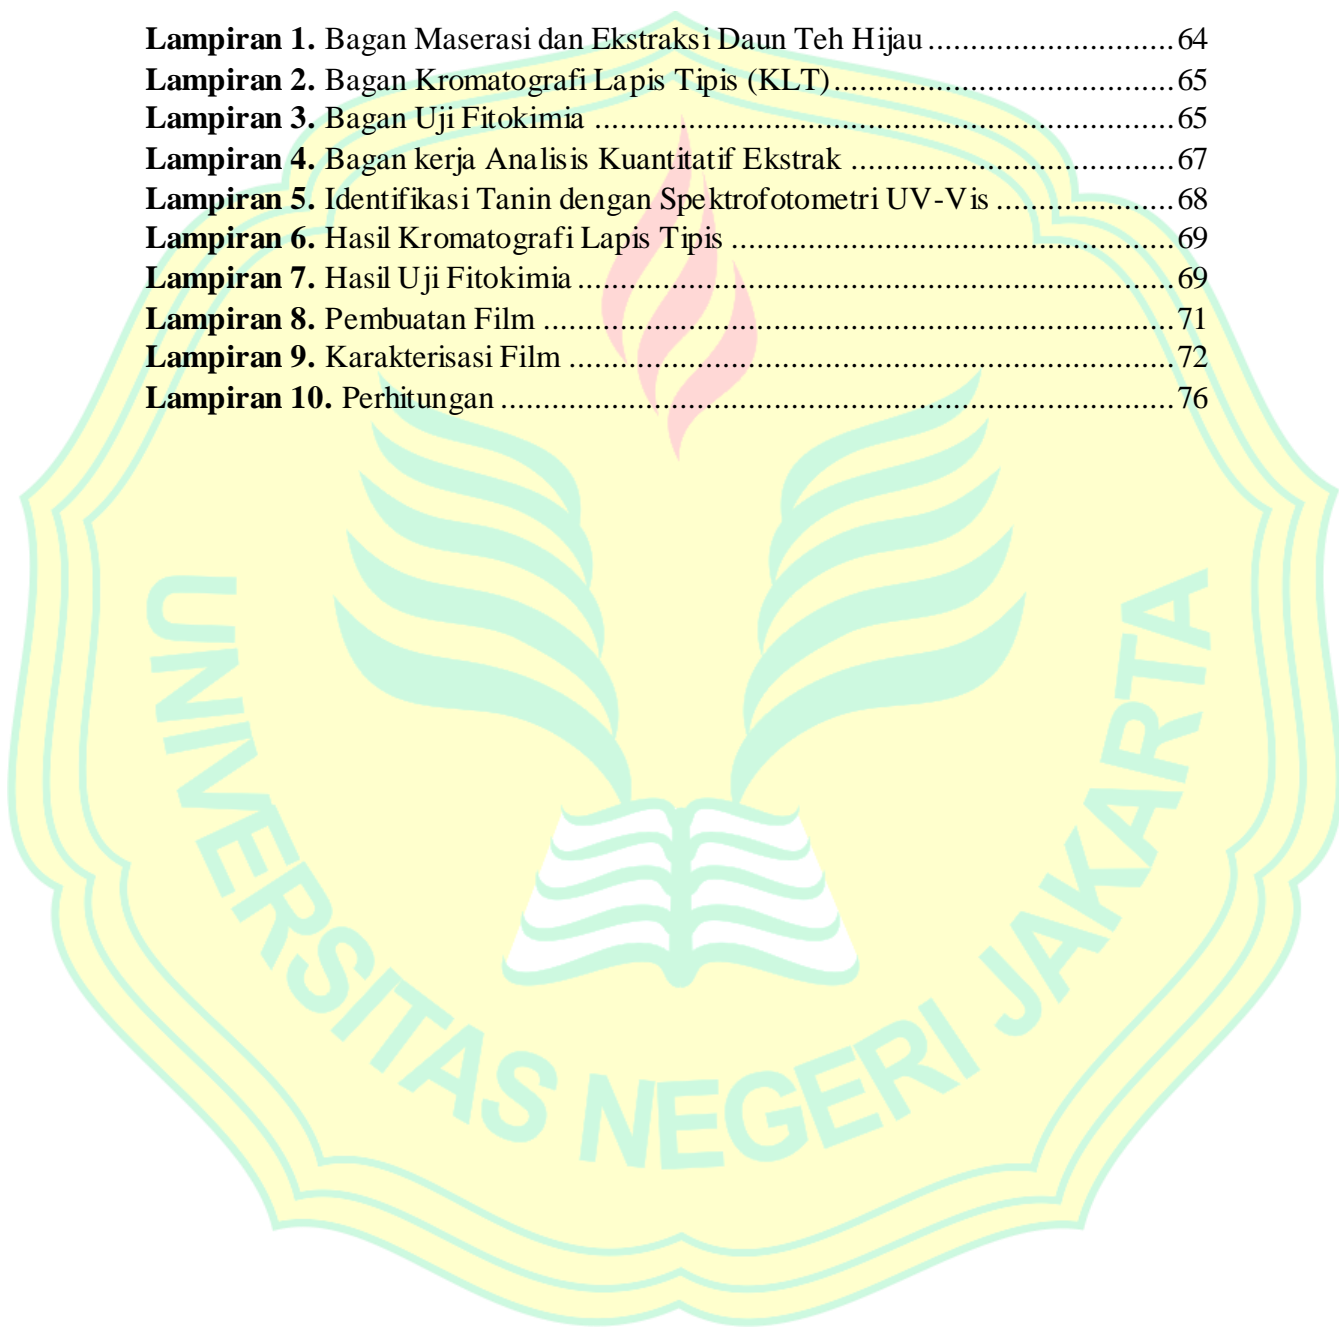 Lampiran 1. Bagan Maserasi dan Ekstraksi Daun Teh Hijau ............................. 64
Lampiran 2. Bagan Kromatografi Lapis Tipis (KLT) ........................................ 65
Lampiran 3. Bagan Uji Fitokimia .................................................................... 65
Lampiran 4. Bagan kerja Analisis Kuantitatif Ekstrak ...................................... 67
Lampiran 5. Identifikasi Tanin dengan Spektrofotometri UV-Vis ..................... 68
Lampiran 6. Hasil Kromatografi Lapis Tipis .................................................... 69
Lampiran 7. Hasil Uji Fitokimia ...................................................................... 69
Lampiran 8. Pembuatan Film .......................................................................... 71
Lampiran 9. Karakterisasi Film ....................................................................... 72
Lampiran 10. Perhitungan ............................................................................... 76
UNIVERSITAS NEGERI JAKARTA